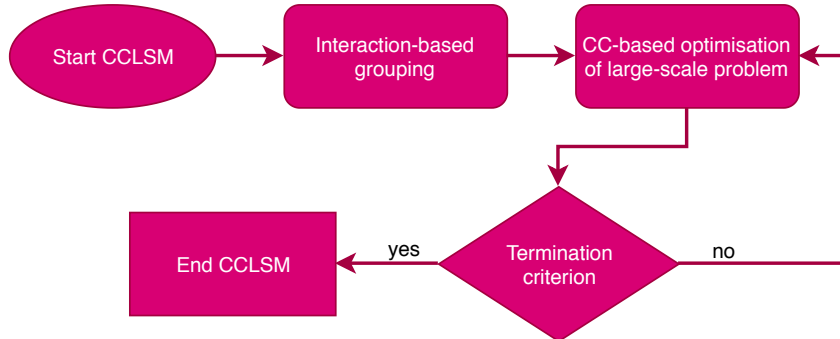 Start CCLSM
Interaction-based
grouping
CC-based optimisation
of large-scale problem
Termination
criterion
yes
no
End CCLSM